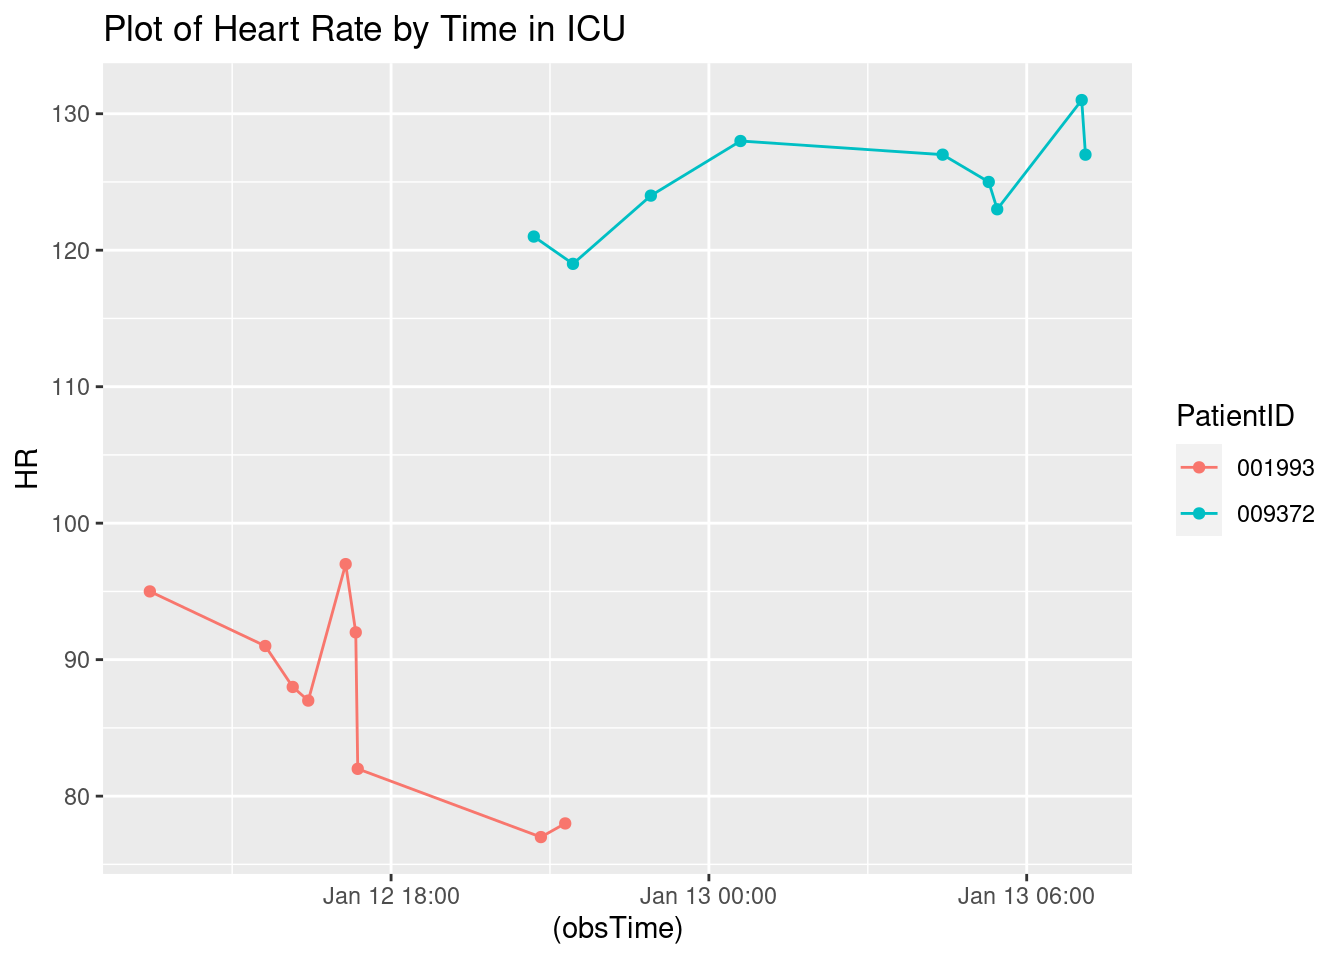 Plot of Heart Rate by Time in ICU
130
120
110
100
90
80
HR
Jan 12 18:00
Jan 13 00:00
Jan 13 06:00
(obsTime)
PatientID
001993
009372